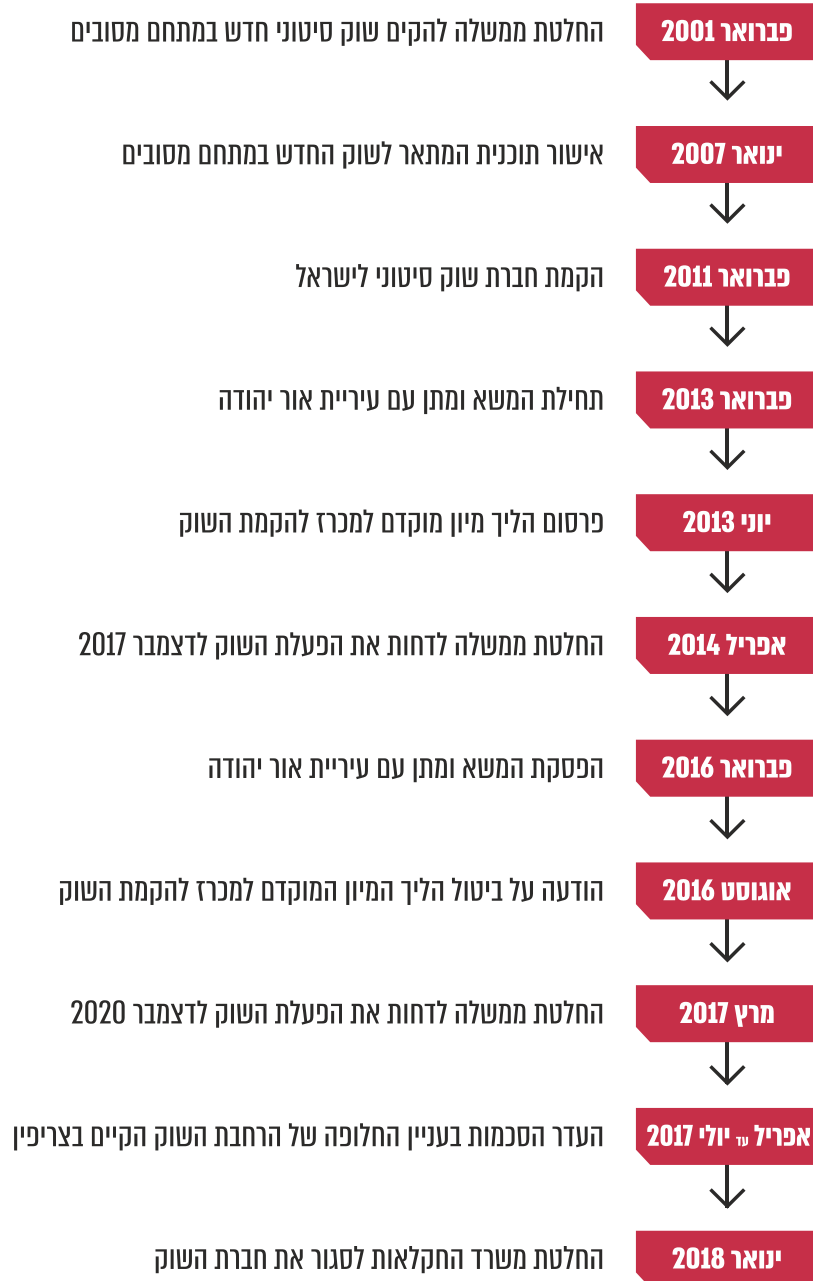 פברואר 2001
החלטת ממשלה להקים שוק סיטוני חדש במתחם מסובים
ינואר 2007
אישור תוכנית המתאר לשוק החדש במתחם מסובים
פברואר 2011
הקמת חברת שוק סיטוני לישראל
פברואר 2013
תחילת המשא ומתן עם עיריית אור יהודה
יוני 2013
פרסום הליך מיון מוקדם למכרז להקמת השוק
אפריל 2014
החלטת ממשלה לדחות את הפעלת השוק לדצמבר 2017
פברואר 2016
הפסקת המשא ומתן עם עיריית אור יהודה
אוגוסט 2016
הודעה על ביטול הליך המיון המוקדם למכרז להקמת השוק
מרץ 2017
החלטת ממשלה לדחות את הפעלת השוק לדצמבר 2020
אפריל עד יולי 2017
העדר הסכמות בעניין החלופה של הרחבת השוק הקיים בצריפין
ינואר 2018
החלטת משרד החקלאות לסגור את חברת השוק